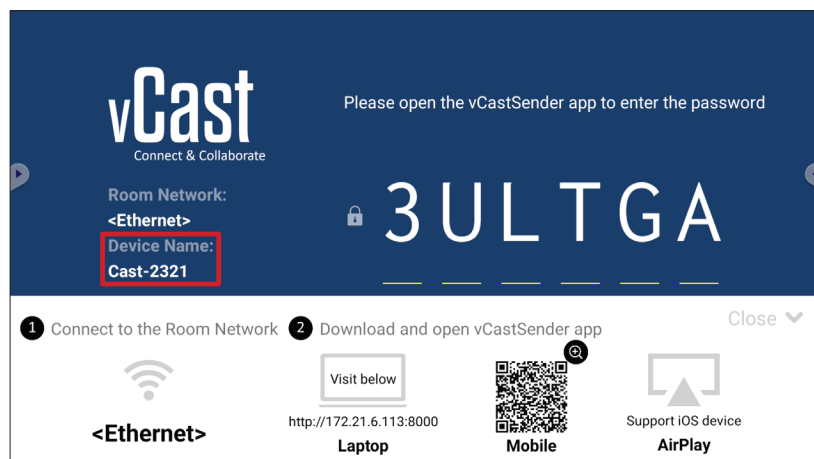 vCast
Connect & Collaborate
Please open the vCastSender app to enter the password
Room Network:
<Ethernet>
Device Name:
Cast-2321
3ULTGA
1 Connect to the Room Network
2 Download and open vCastSender app
Close
<Ethernet>
Visit below
http://172.21.6.113:8000
Laptop
Mobile
Support iOS device
AirPlay